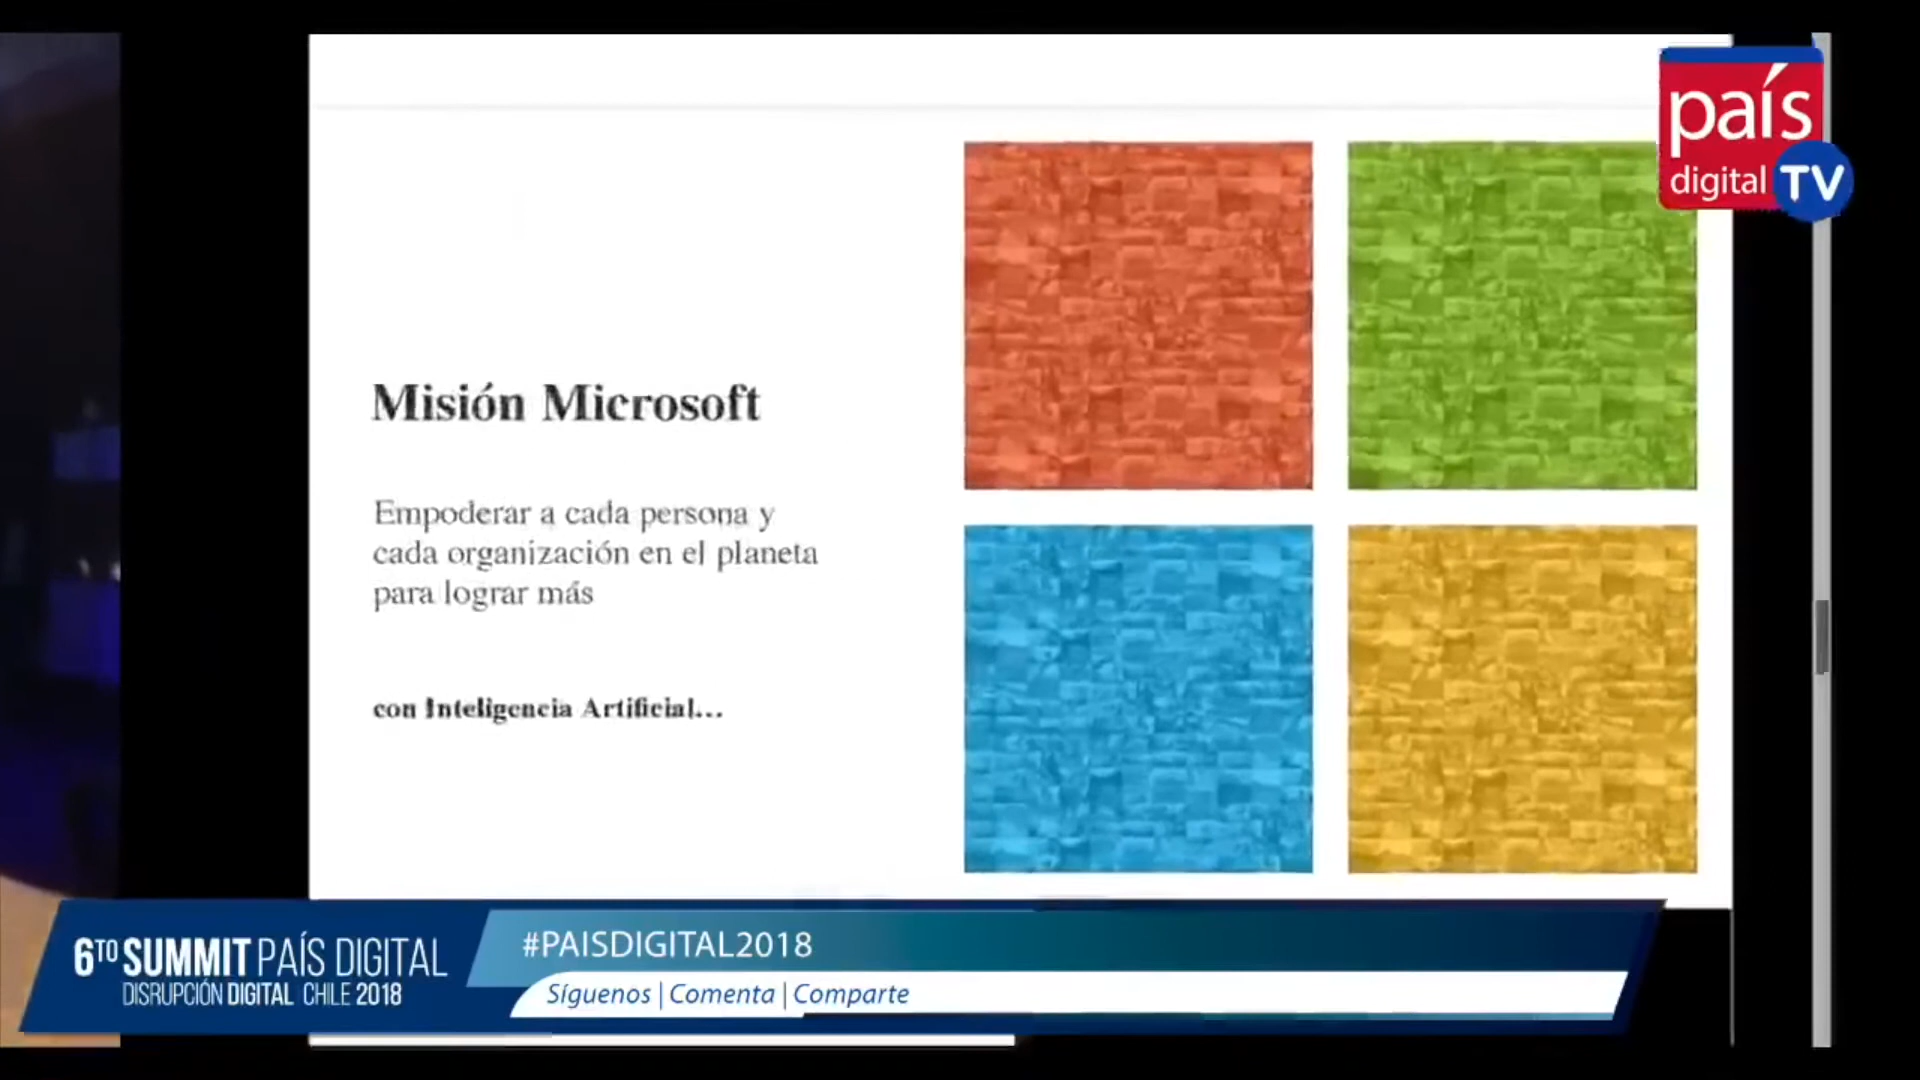 país
digital TV
Misión Microsoft
Empoderar a cada persona y
cada organización en el planeta
para lograr más
con Inteligencia Artificial...
6TO SUMMIT PAÍS DIGITAL
DISRUPCIÓN DIGITAL CHILE 2018
#PAISDIGITAL2018
Síguenos | Comenta | Comparte